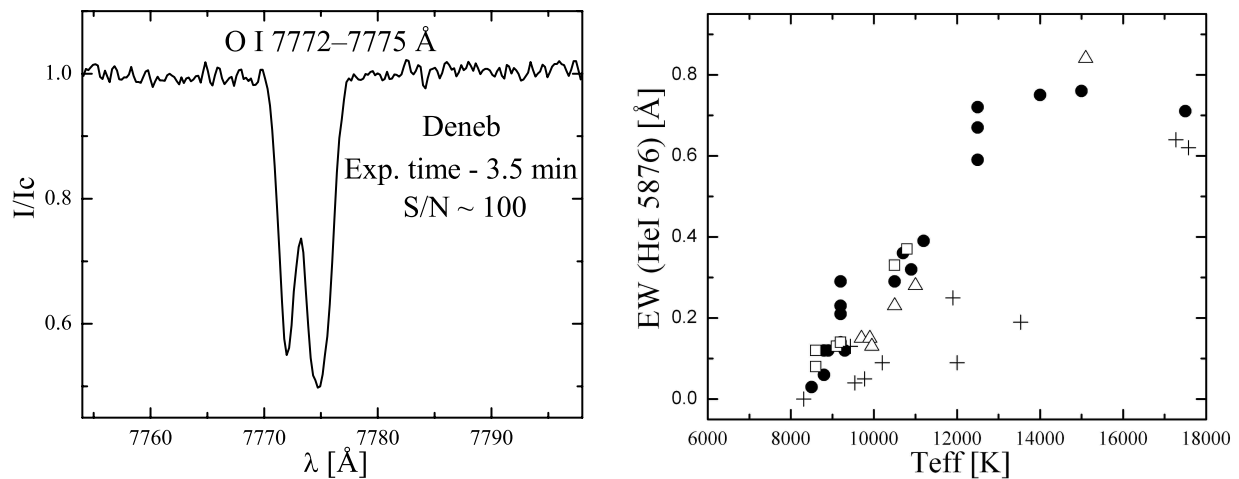 O I 7772–7775 Å
Deneb
Exp. time - 3.5 min
S/N ~ 100
I/Ic
1.0
0.8
0.6
7760
7770
7780
7790
λ [Å]
EW (HeI 5876) [Å]
0.8
0.6
0.4
0.2
0.0
6000
8000
10000
12000
14000
16000
18000
Teff [K]